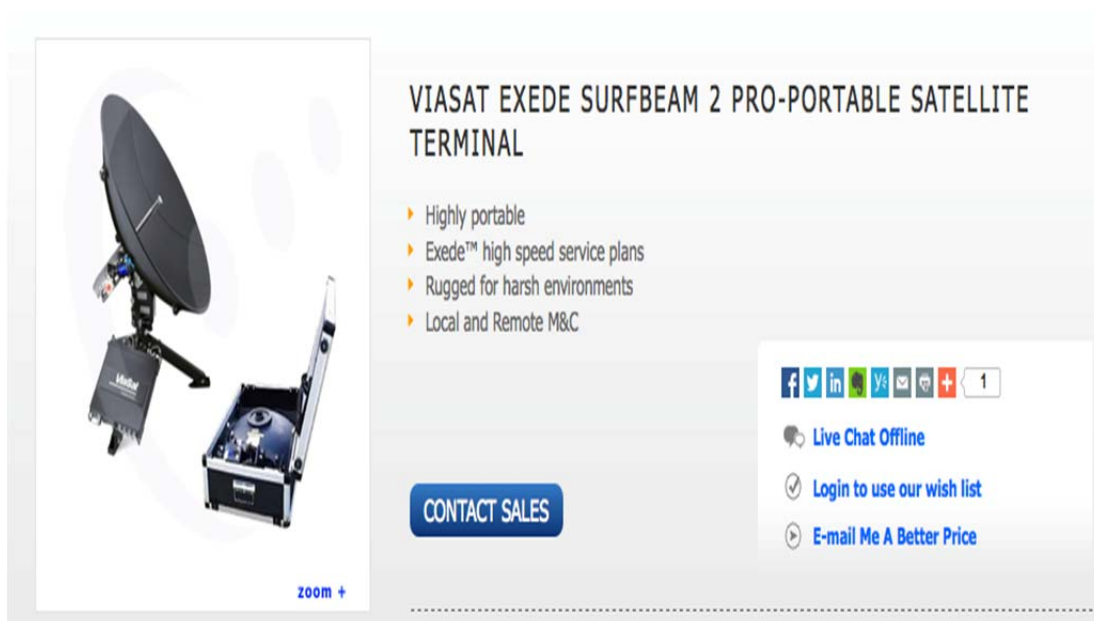 VIASAT EXEDE SURFBEAM 2 PRO-PORTABLE SATELLITE
TERMINAL
Highly portable
Exede™ high speed service plans
Rugged for harsh environments
Local and Remote M&C
ViaSat
1
Live Chat Offline
Login to use our wish list
CONTACT SALES
E-mail Me A Better Price
zoom +